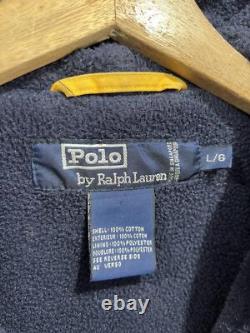 Polo
by Ralph Lauren
L/G
SHELL: 100% COTTON
EXTERIEUR: 100% COTON
LINING: 100% POLYESTER
DOUBLURE: 100% POLYESTER
SEE REVERSE SIDE
AU VERSO